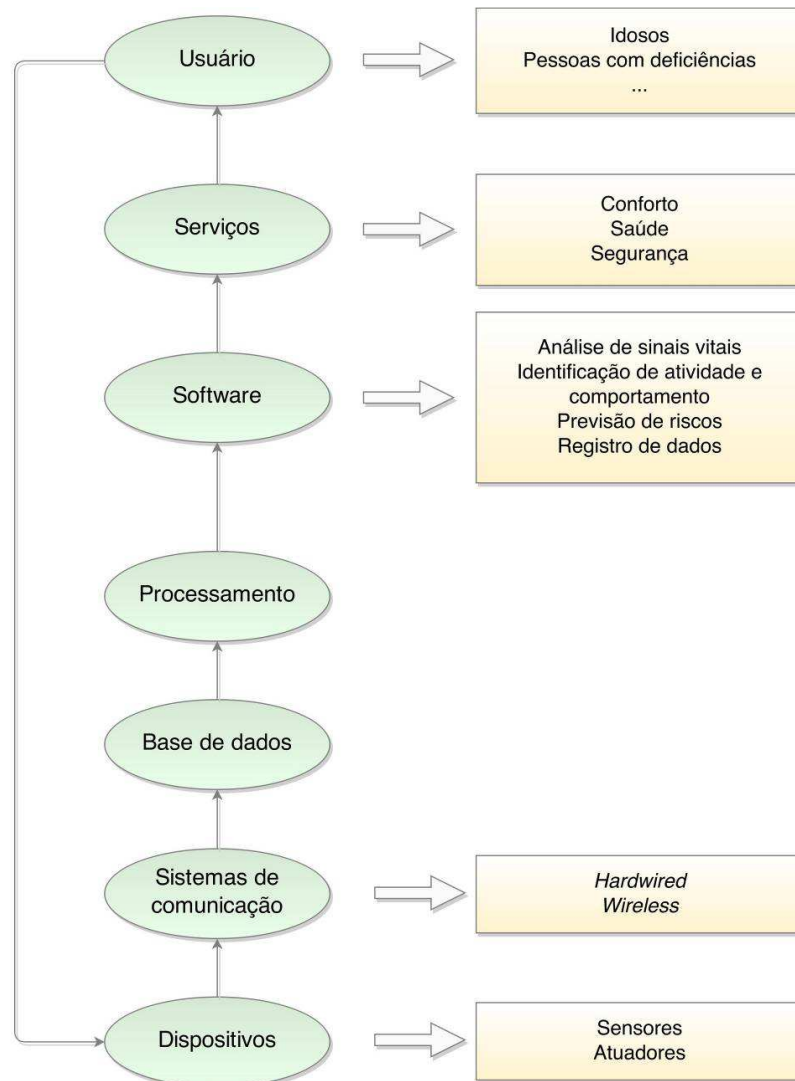 Usuário
Idosos
Pessoas com deficiências
...
Serviços
Conforto
Saúde
Segurança
Software
Análise de sinais vitais
Identificação de atividade e
comportamento
Previsão de riscos
Registro de dados
Processamento
Base de dados
Sistemas de
comunicação
Hardwired
Wireless
Dispositivos
Sensores
Atuadores